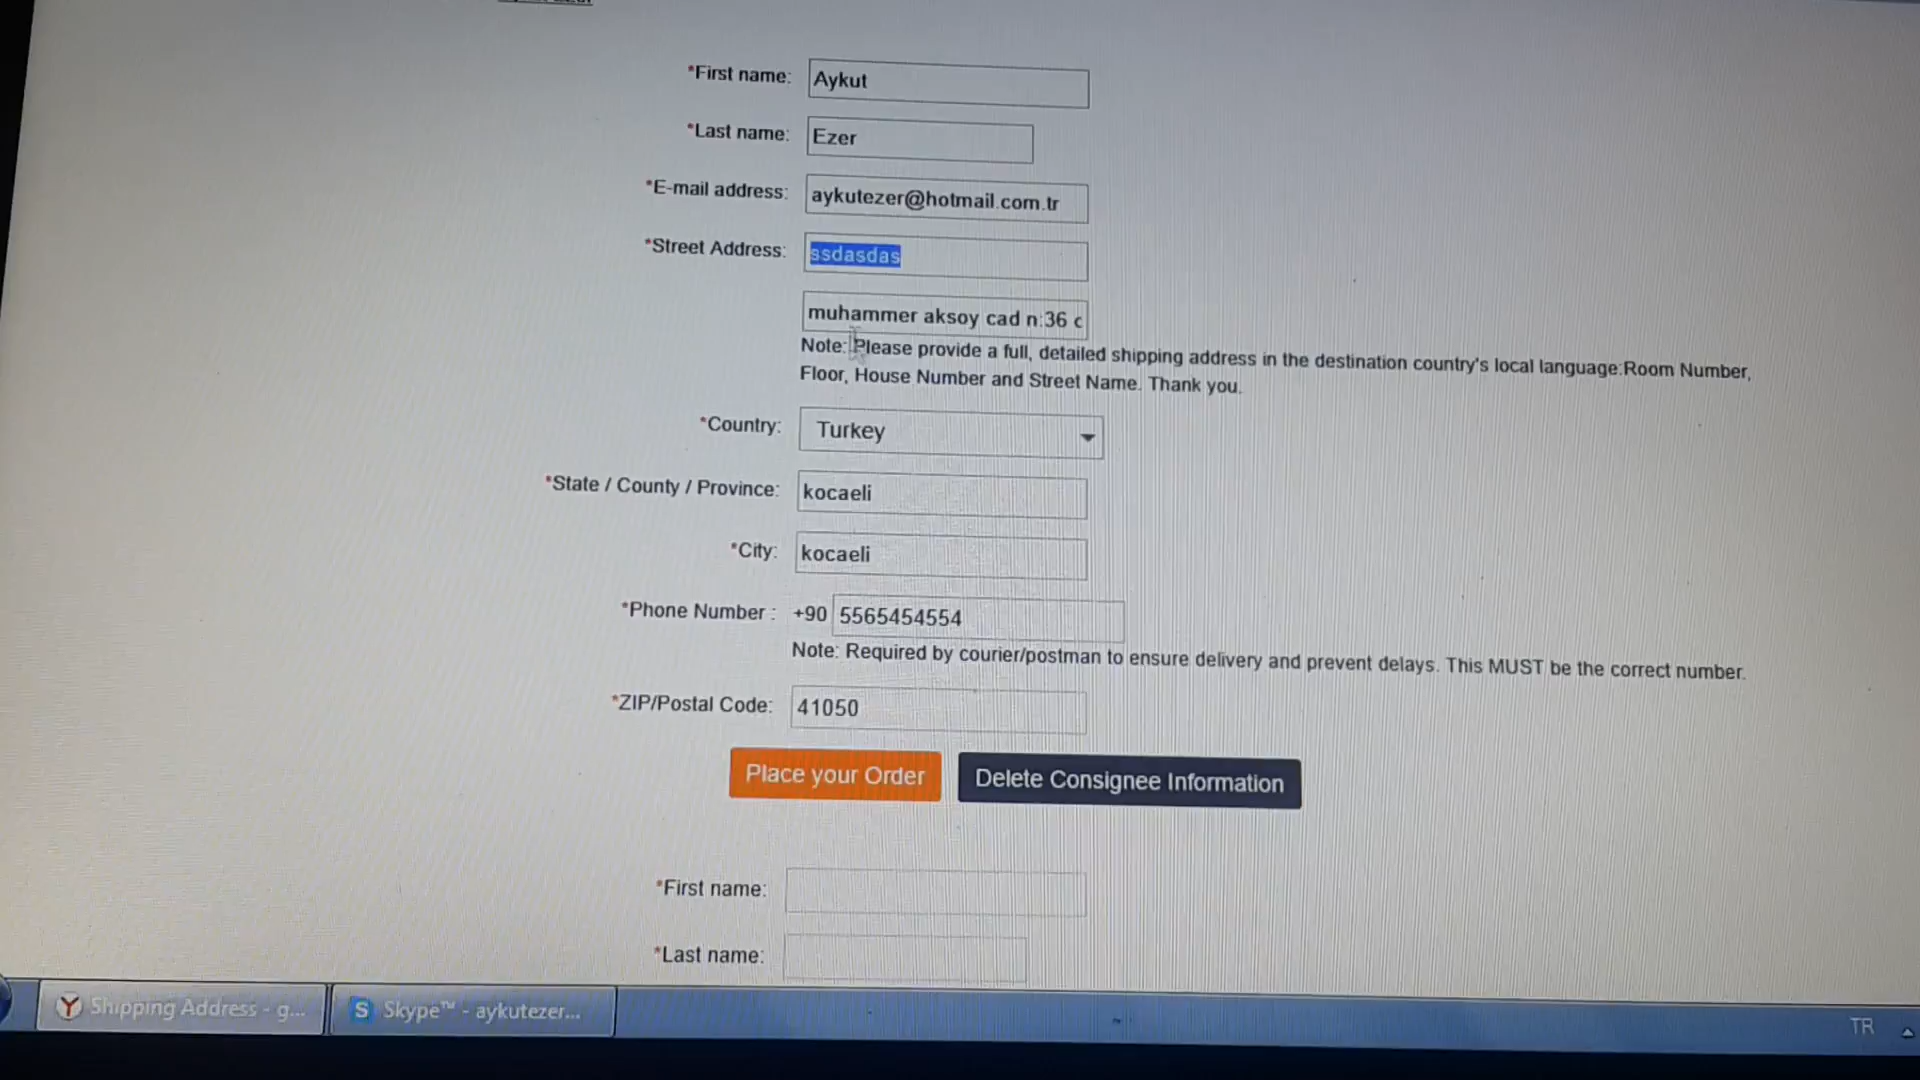 *First name: Aykut
*Last name: Ezer
*E-mail address: aykutezer@hotmail.com.tr
*Street Address: ssdasdas
muhammer aksoy cad n:36 c
Note: Please provide a full, detailed shipping address in the destination country's local language:Room Number,
Floor, House Number and Street Name. Thank you.
*Country: Turkey
*State / County / Province: kocaeli
*City: kocaeli
*Phone Number : +90 5565454554
Note: Required by courier/postman to ensure delivery and prevent delays. This MUST be the correct number.
*ZIP/Postal Code: 41050
Place your Order Delete Consignee Information
*First name:
*Last name:
Shipping Address - g... Skype™ - aykutezer... TR